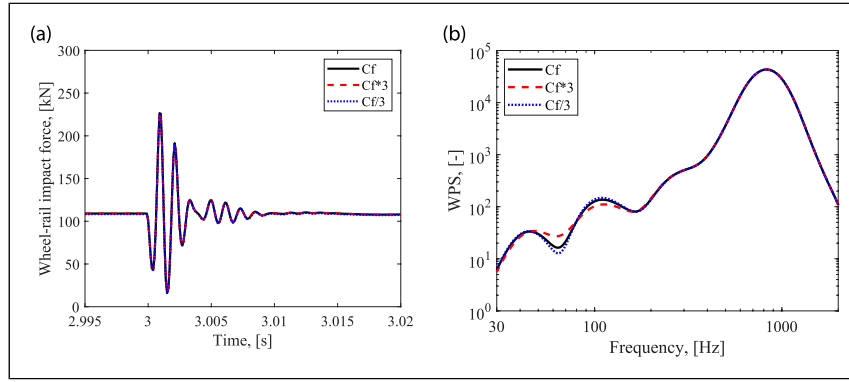 (a)
300
250
200
150
100
50
0
Wheel-rail impact force, [kN]
2.995
3
3.005
3.01
3.015
3.02
Time, [s]
Cf
Cf*3
Cf/3
(b)
10^5
10^4
10^3
10^2
10^1
10^0
WPS, [-]
30
100
1000
Frequency, [Hz]
Cf
Cf*3
Cf/3